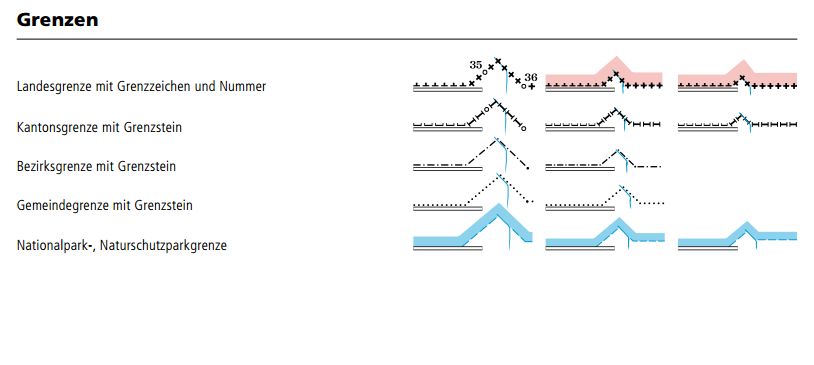 Grenzen
35
36
Landesgrenze mit Grenzzeichen und Nummer
Kantonsgrenze mit Grenzstein
Bezirksgrenze mit Grenzstein
Gemeindegrenze mit Grenzstein
Nationalpark-, Naturschutzparkgrenze